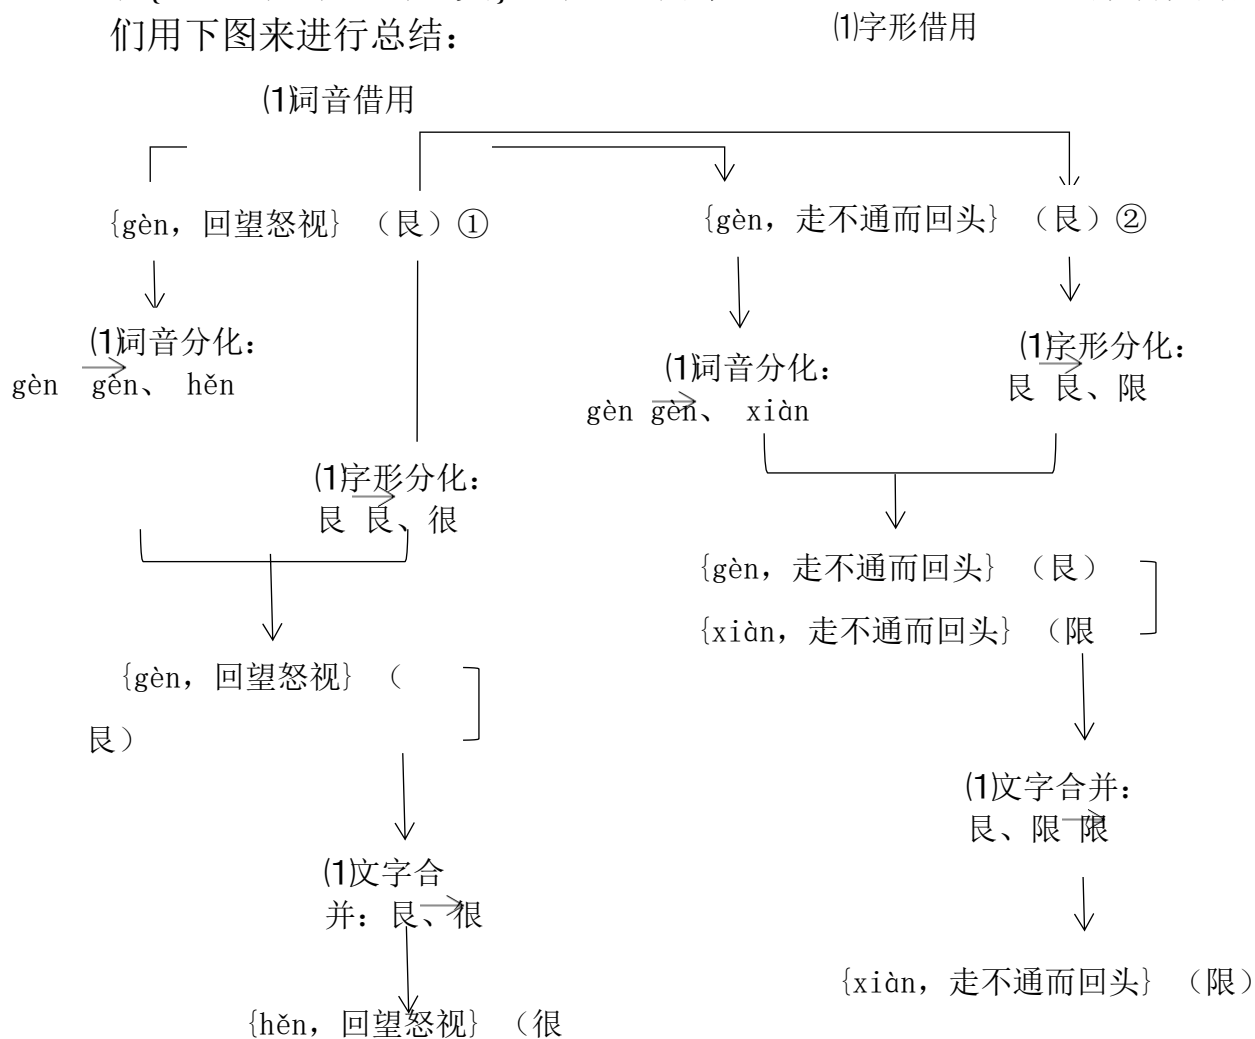 们用下图来进行总结：
⑴字形借用
⑴词音借用
{gèn，回望怒视}（艮）①
{gèn，走不通而回头}（艮）②
⑴词音分化：
gèn → gèn、hěn
⑴字形分化：
艮 → 艮、很
⑴词音分化：
gèn → gèn、xiàn
⑴字形分化：
艮 → 艮、限
{gèn，回望怒视}（
艮）
{gèn，走不通而回头}（艮）
{xiàn，走不通而回头}（限
⑴文字合
并：艮、→ 很
{hěn，回望怒视}（很
⑴文字合并：
艮、限 → 限
{xiàn，走不通而回头}（限）